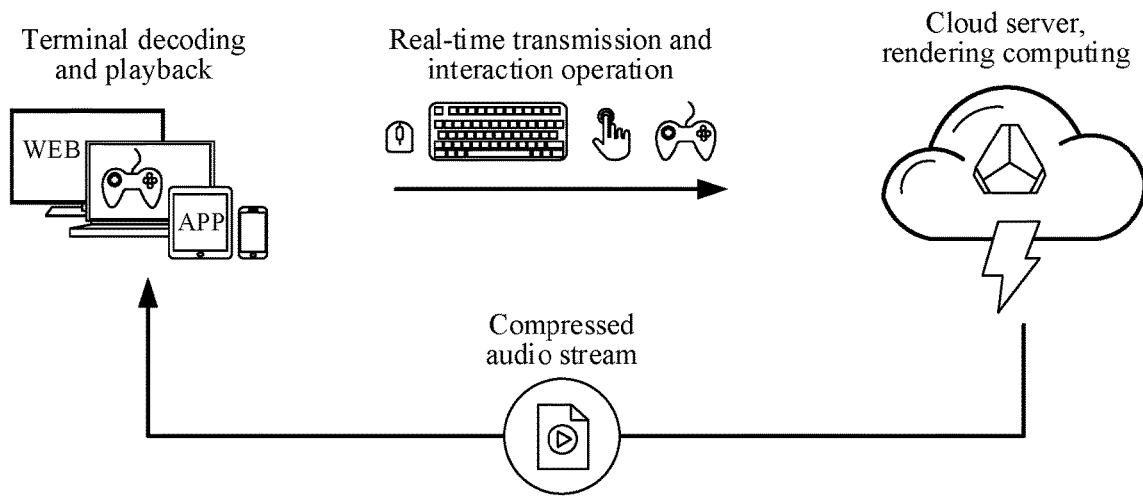 Terminal decoding
and playback
Real-time transmission and
interaction operation
Cloud server,
rendering computing
WEB
APP
Compressed
audio stream